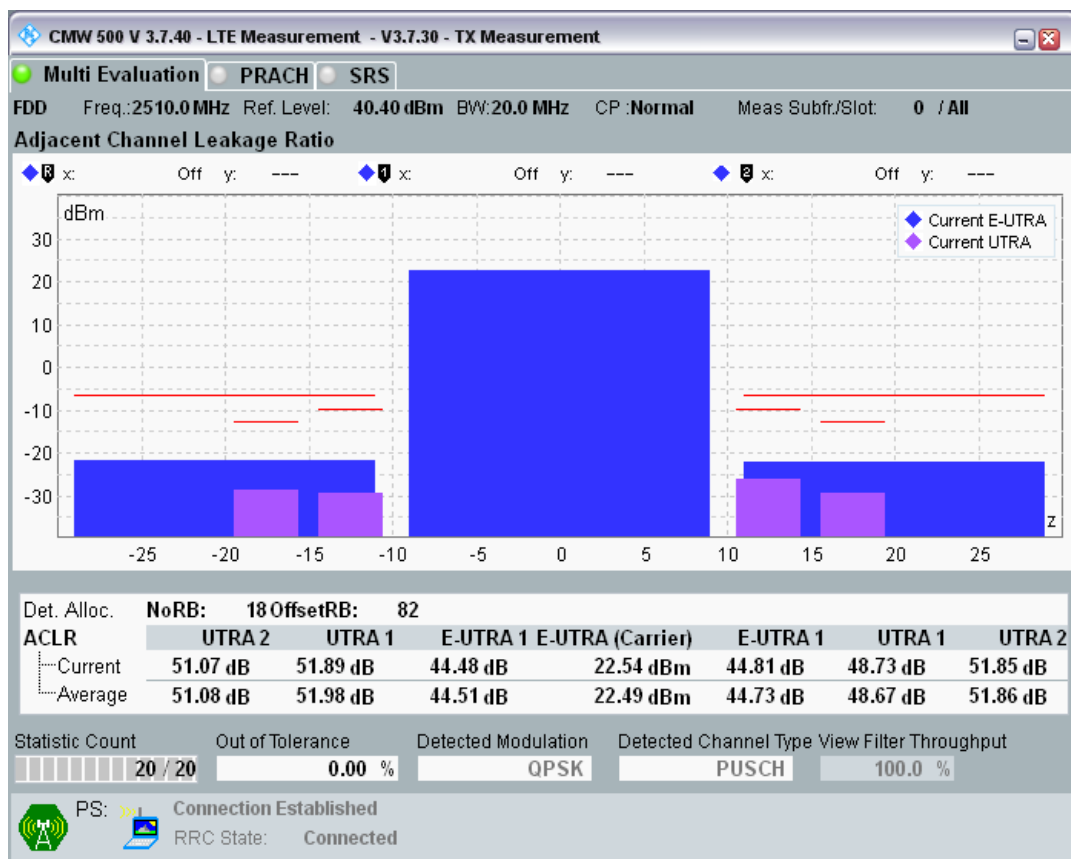 CMW 500 V 3.7.40 - LTE Measurement - V3.7.30 - TX Measurement
Multi Evaluation PRACH SRS
FDD Freq.:2510.0 MHz Ref. Level: 40.40 dBm BW:20.0 MHz CP :Normal Meas Subfr./Slot: 0 / All
Adjacent Channel Leakage Ratio
R x: Off y: --- 1 x: Off y: --- 2 x: Off y: ---
dBm
Current E-UTRA
Current UTRA
30
20
10
0
-10
-20
-30
z
-25 -20 -15 -10 -5 0 5 10 15 20 25
Det. Alloc. NoRB: 18 OffsetRB: 82
ACLR UTRA 2 UTRA 1 E-UTRA 1 E-UTRA (Carrier) E-UTRA 1 UTRA 1 UTRA 2
Current 51.07 dB 51.89 dB 44.48 dB 22.54 dBm 44.81 dB 48.73 dB 51.85 dB
Average 51.08 dB 51.98 dB 44.51 dB 22.49 dBm 44.73 dB 48.67 dB 51.86 dB
Statistic Count Out of Tolerance Detected Modulation Detected Channel Type View Filter Throughput
20 / 20 0.00 % QPSK PUSCH 100.0 %
PS: Connection Established
RRC State: Connected